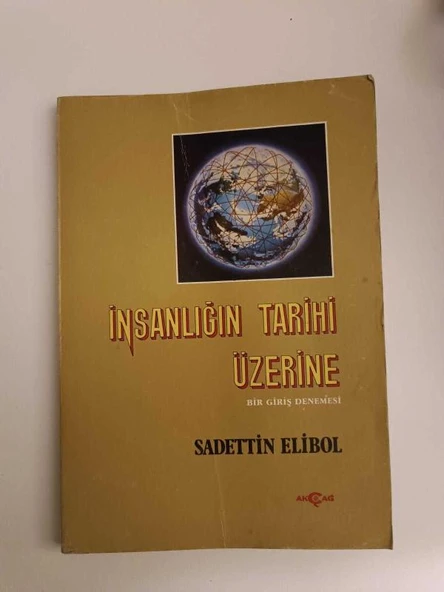 İNSANLIĞIN TARİHİ
ÜZERİNE
BİR GİRİŞ DENEMESİ
SADETTİN ELİBOL
AKÇAĞ